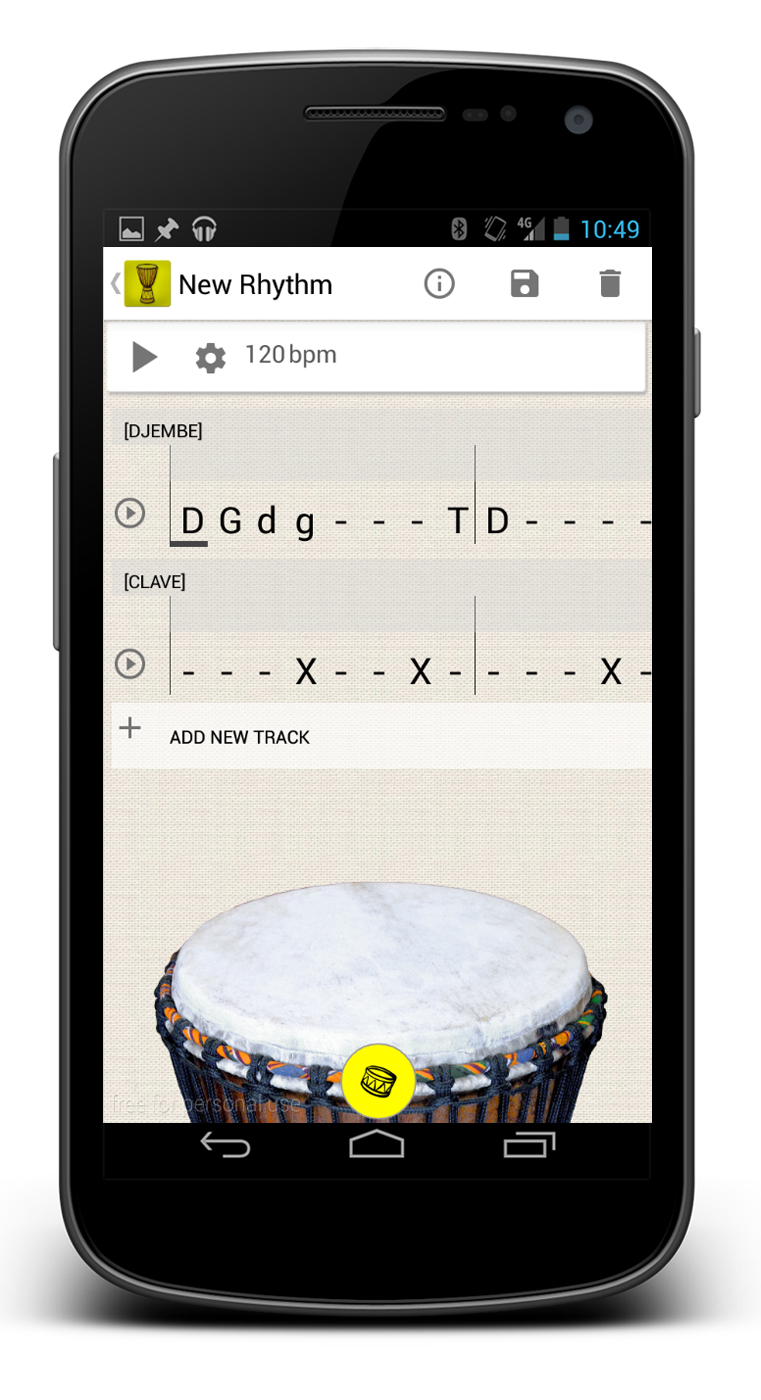 4G 10:49
New Rhythm
120 bpm
[DJEMBE]
D G d g - - - T D - - - -
[CLAVE]
- - - X - - X - - - - X -
ADD NEW TRACK
free for personal use